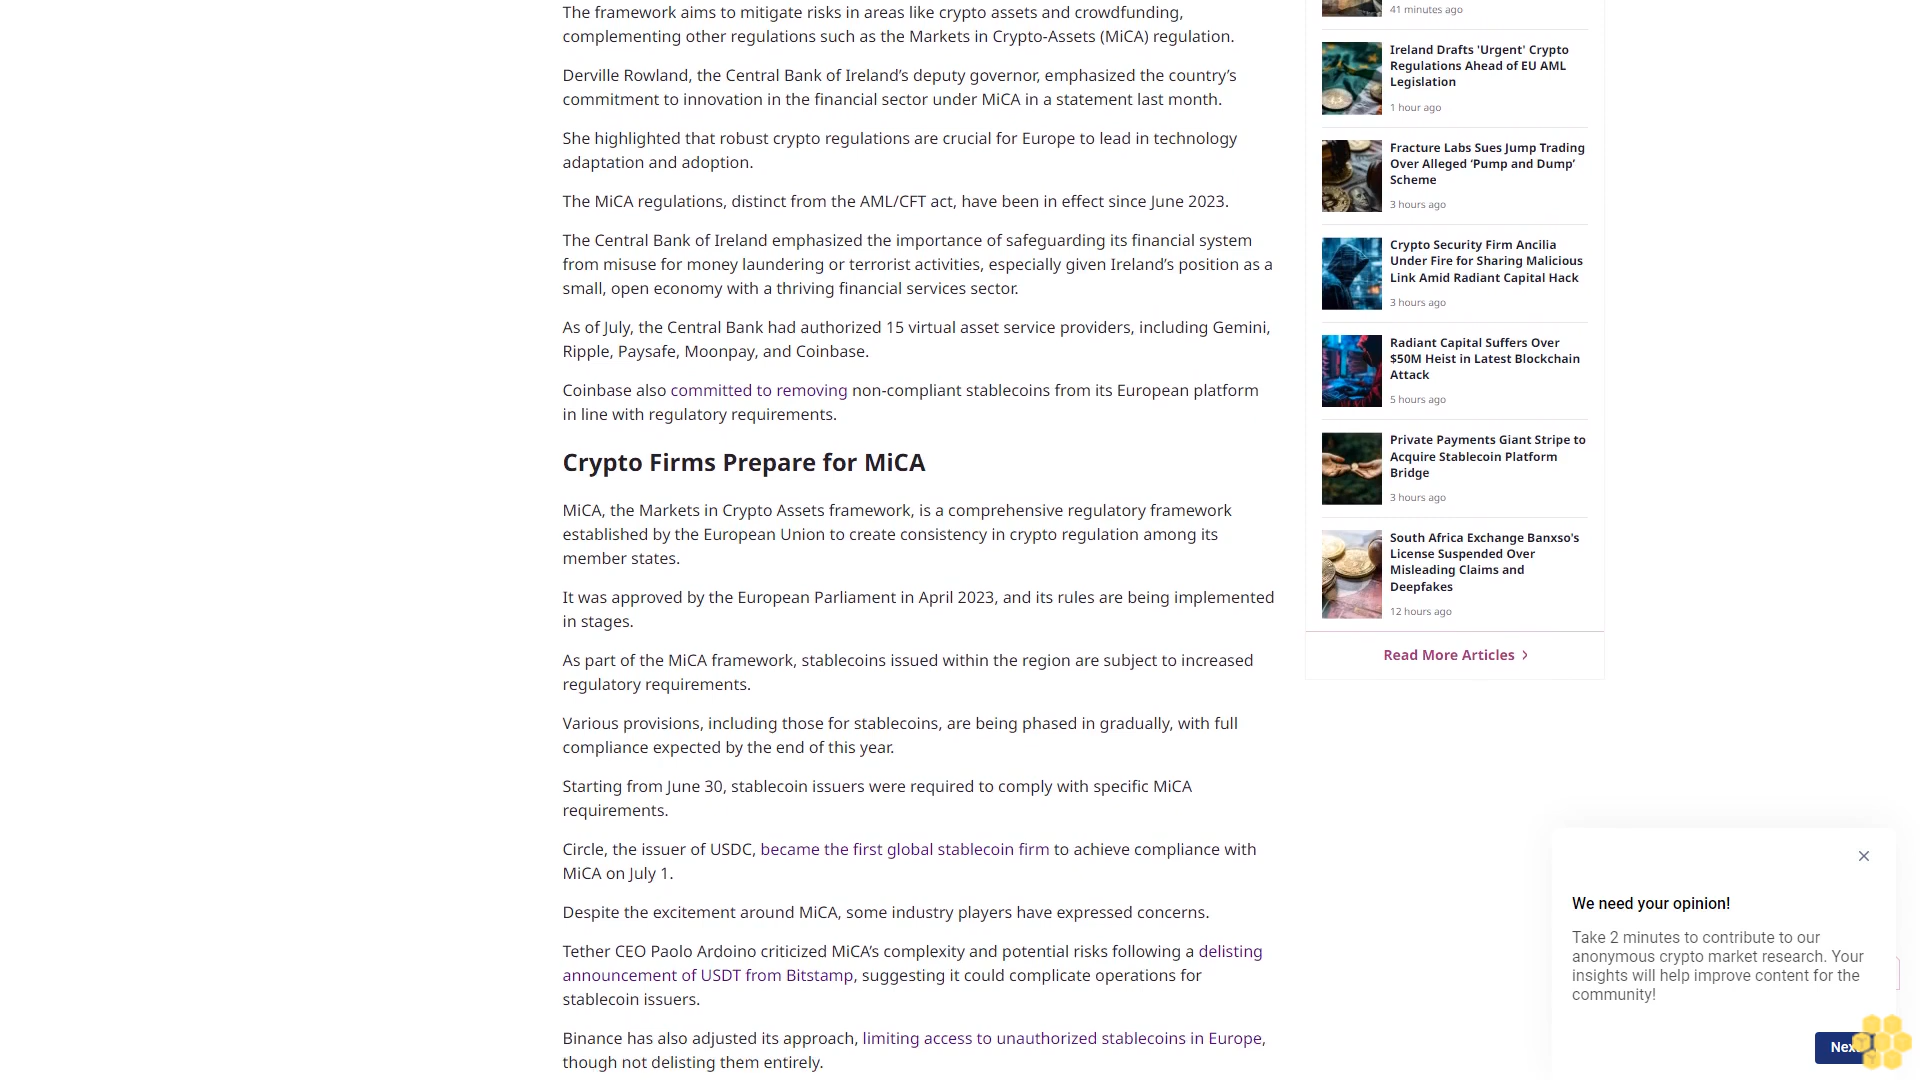 The framework aims to mitigate risks in areas like crypto assets and crowdfunding,
complementing other regulations such as the Markets in Crypto-Assets (MiCA) regulation.
Derville Rowland, the Central Bank of Ireland’s deputy governor, emphasized the country’s
commitment to innovation in the financial sector under MiCA in a statement last month.
She highlighted that robust crypto regulations are crucial for Europe to lead in technology
adaptation and adoption.
The MiCA regulations, distinct from the AML/CFT act, have been in effect since June 2023.
The Central Bank of Ireland emphasized the importance of safeguarding its financial system
from misuse for money laundering or terrorist activities, especially given Ireland’s position as a
small, open economy with a thriving financial services sector.
As of July, the Central Bank had authorized 15 virtual asset service providers, including Gemini,
Ripple, Paysafe, Moonpay, and Coinbase.
Coinbase also committed to removing non-compliant stablecoins from its European platform
in line with regulatory requirements.
Crypto Firms Prepare for MiCA
MiCA, the Markets in Crypto Assets framework, is a comprehensive regulatory framework
established by the European Union to create consistency in crypto regulation among its
member states.
It was approved by the European Parliament in April 2023, and its rules are being implemented
in stages.
As part of the MiCA framework, stablecoins issued within the region are subject to increased
regulatory requirements.
Various provisions, including those for stablecoins, are being phased in gradually, with full
compliance expected by the end of this year.
Starting from June 30, stablecoin issuers were required to comply with specific MiCA
requirements.
Circle, the issuer of USDC, became the first global stablecoin firm to achieve compliance with
MiCA on July 1.
Despite the excitement around MiCA, some industry players have expressed concerns.
Tether CEO Paolo Ardoino criticized MiCA’s complexity and potential risks following a delisting
announcement of USDT from Bitstamp, suggesting it could complicate operations for
stablecoin issuers.
Binance has also adjusted its approach, limiting access to unauthorized stablecoins in Europe,
though not delisting them entirely.
41 minutes ago
Ireland Drafts 'Urgent' Crypto
Regulations Ahead of EU AML
Legislation
1 hour ago
Fracture Labs Sues Jump Trading
Over Alleged ‘Pump and Dump’
Scheme
3 hours ago
Crypto Security Firm Ancilia
Under Fire for Sharing Malicious
Link Amid Radiant Capital Hack
3 hours ago
Radiant Capital Suffers Over
$50M Heist in Latest Blockchain
Attack
5 hours ago
Private Payments Giant Stripe to
Acquire Stablecoin Platform
Bridge
3 hours ago
South Africa Exchange Banxso's
License Suspended Over
Misleading Claims and
Deepfakes
12 hours ago
Read More Articles
We need your opinion!
Take 2 minutes to contribute to our
anonymous crypto market research. Your
insights will help improve content for the
community!